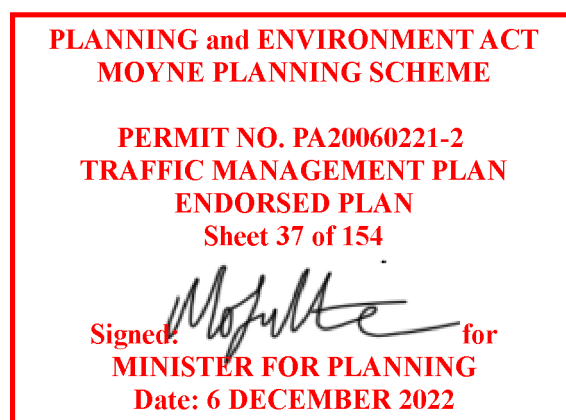 PLANNING and ENVIRONMENT ACT
MOYNE PLANNING SCHEME
PERMIT NO. PA20060221-2
TRAFFIC MANAGEMENT PLAN
ENDORSED PLAN
Sheet 37 of 154
Signed: for
MINISTER FOR PLANNING
Date: 6 DECEMBER 2022